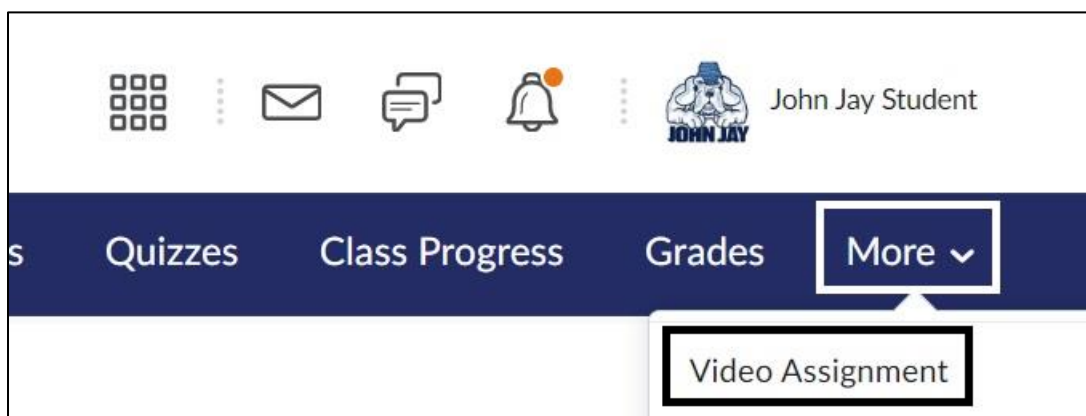 John Jay Student
JOHN JAY
s Quizzes Class Progress Grades More
Video Assignment